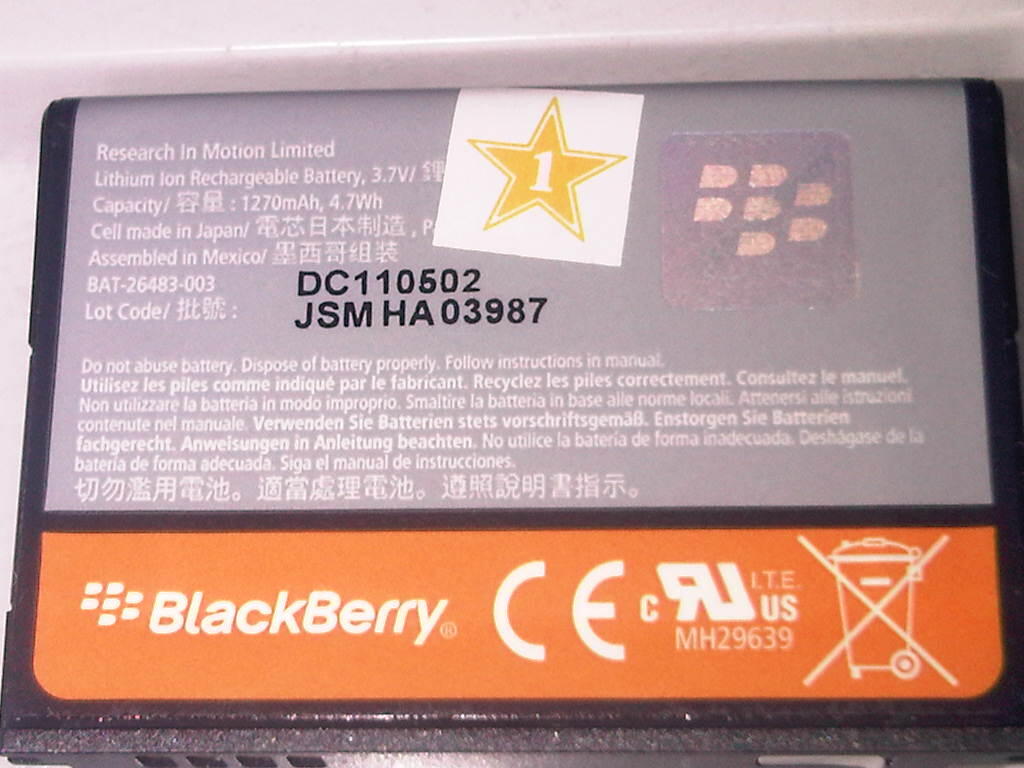 Research In Motion Limited
1
Lithium Ion Rechargeable Battery, 3.7V/ 鋰
Capacity/ 容量 : 1270mAh, 4.7Wh
Cell made in Japan/ 電芯日本制造 , P
Assembled in Mexico/ 墨西哥组裝
BAT-26483-003
DC110502
Lot Code/ 批號 :
JSM HA 03987
Do not abuse battery. Dispose of battery properly. Follow instructions in manual.
Utilisez les piles comme indiqué par le fabricant. Recyclez les piles correctement. Consultez le manuel.
Non utilizzare la batteria in modo improprio. Smaltire la batteria in base alle norme locali. Attenersi alle istruzioni
contenute nel manuale. Verwenden Sie Batterien stets vorschriftsgemäß. Enstorgen Sie Batterien
fachgerecht. Anweisungen in Anleitung beachten. No utilice la batería de forma inadecuada. Deshágase de la
batería de forma adecuada. Siga el manual de instrucciones.
切勿濫用電池。適當處理電池。遵照說明書指示。
BlackBerry®
CE
c RU US
I.T.E.
MH29639